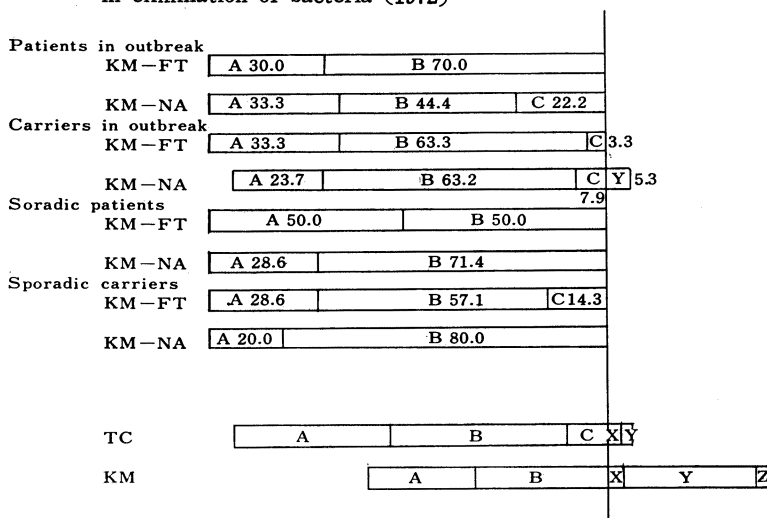 in elimination of bacteria (1972)
Patients in outbreak
KM-FT A 30.0 B 70.0
KM-NA A 33.3 B 44.4 C 22.2
Carriers in outbreak
KM-FT A 33.3 B 63.3 C 3.3
KM-NA A 23.7 B 63.2 C Y 5.3
7.9
Soradic patients
KM-FT A 50.0 B 50.0
KM-NA A 28.6 B 71.4
Sporadic carriers
KM-FT A 28.6 B 57.1 C14.3
KM-NA A 20.0 B 80.0
TC A B C X Y
KM A B X Y Z